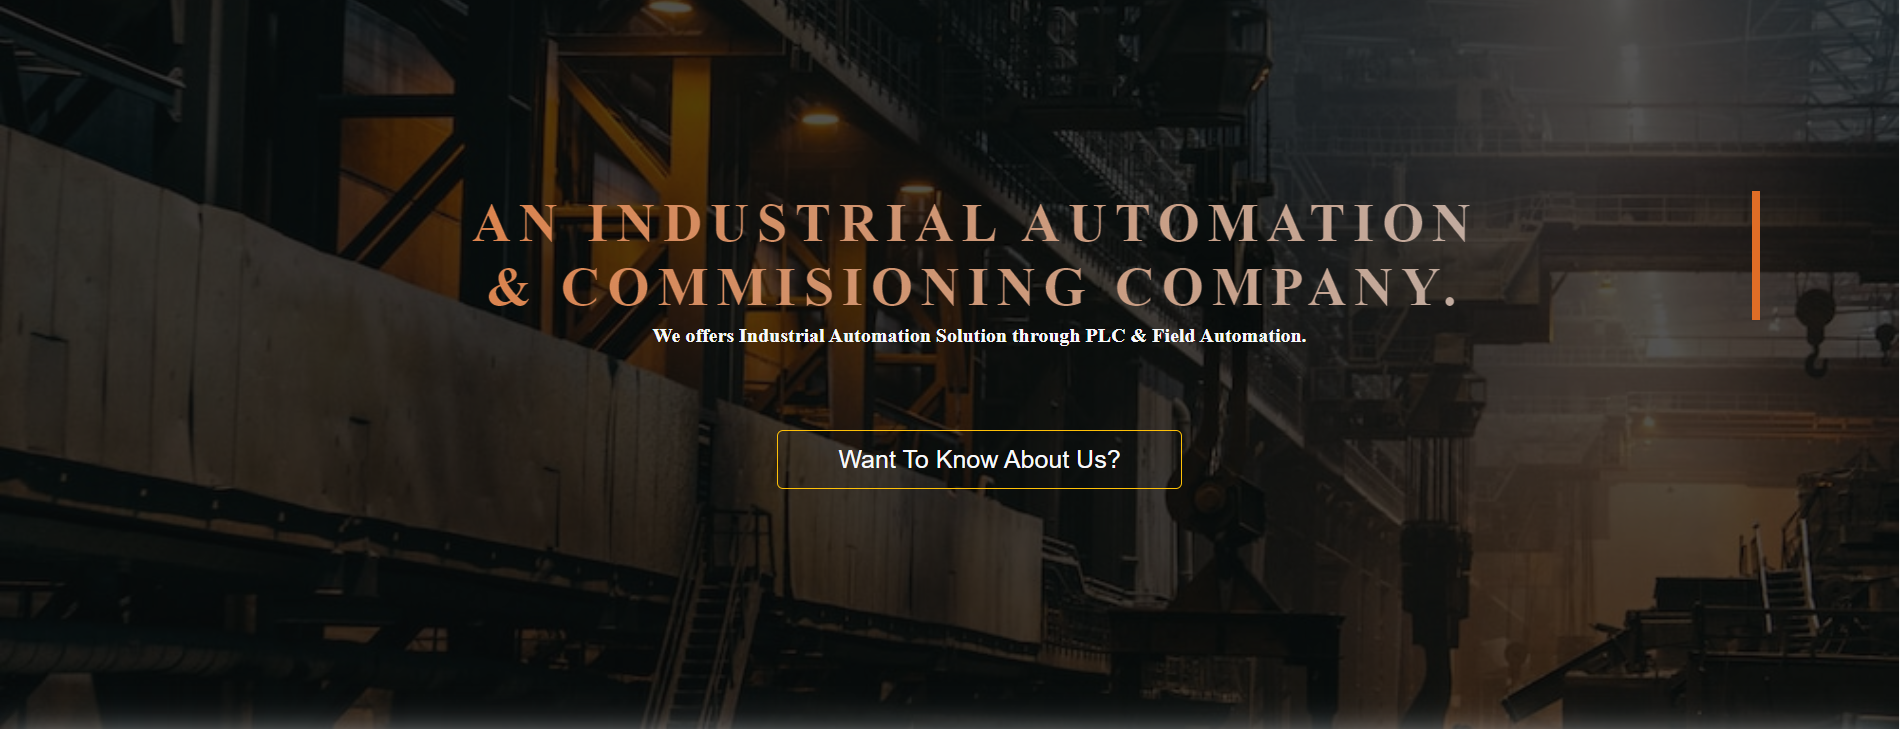 AN INDUSTRIAL AUTOMATION
& COMMISIONING COMPANY.
We offers Industrial Automation Solution through PLC & Field Automation.
Want To Know About Us?